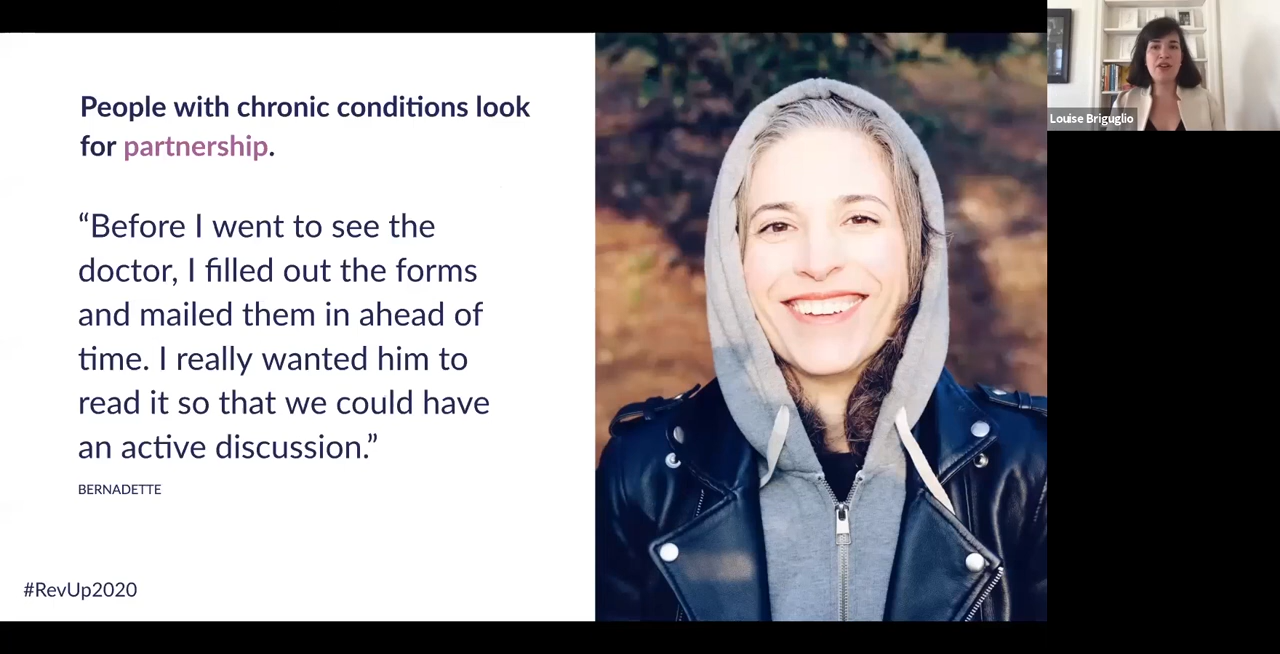 People with chronic conditions look
for partnership.
“Before I went to see the
doctor, I filled out the forms
and mailed them in ahead of
time. I really wanted him to
read it so that we could have
an active discussion.”
BERNADETTE
#RevUp2020
Louise Briguglio